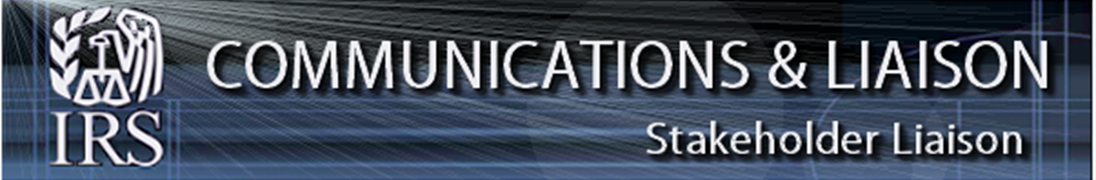 COMMUNICATIONS & LIAISON
Stakeholder Liaison
IRS